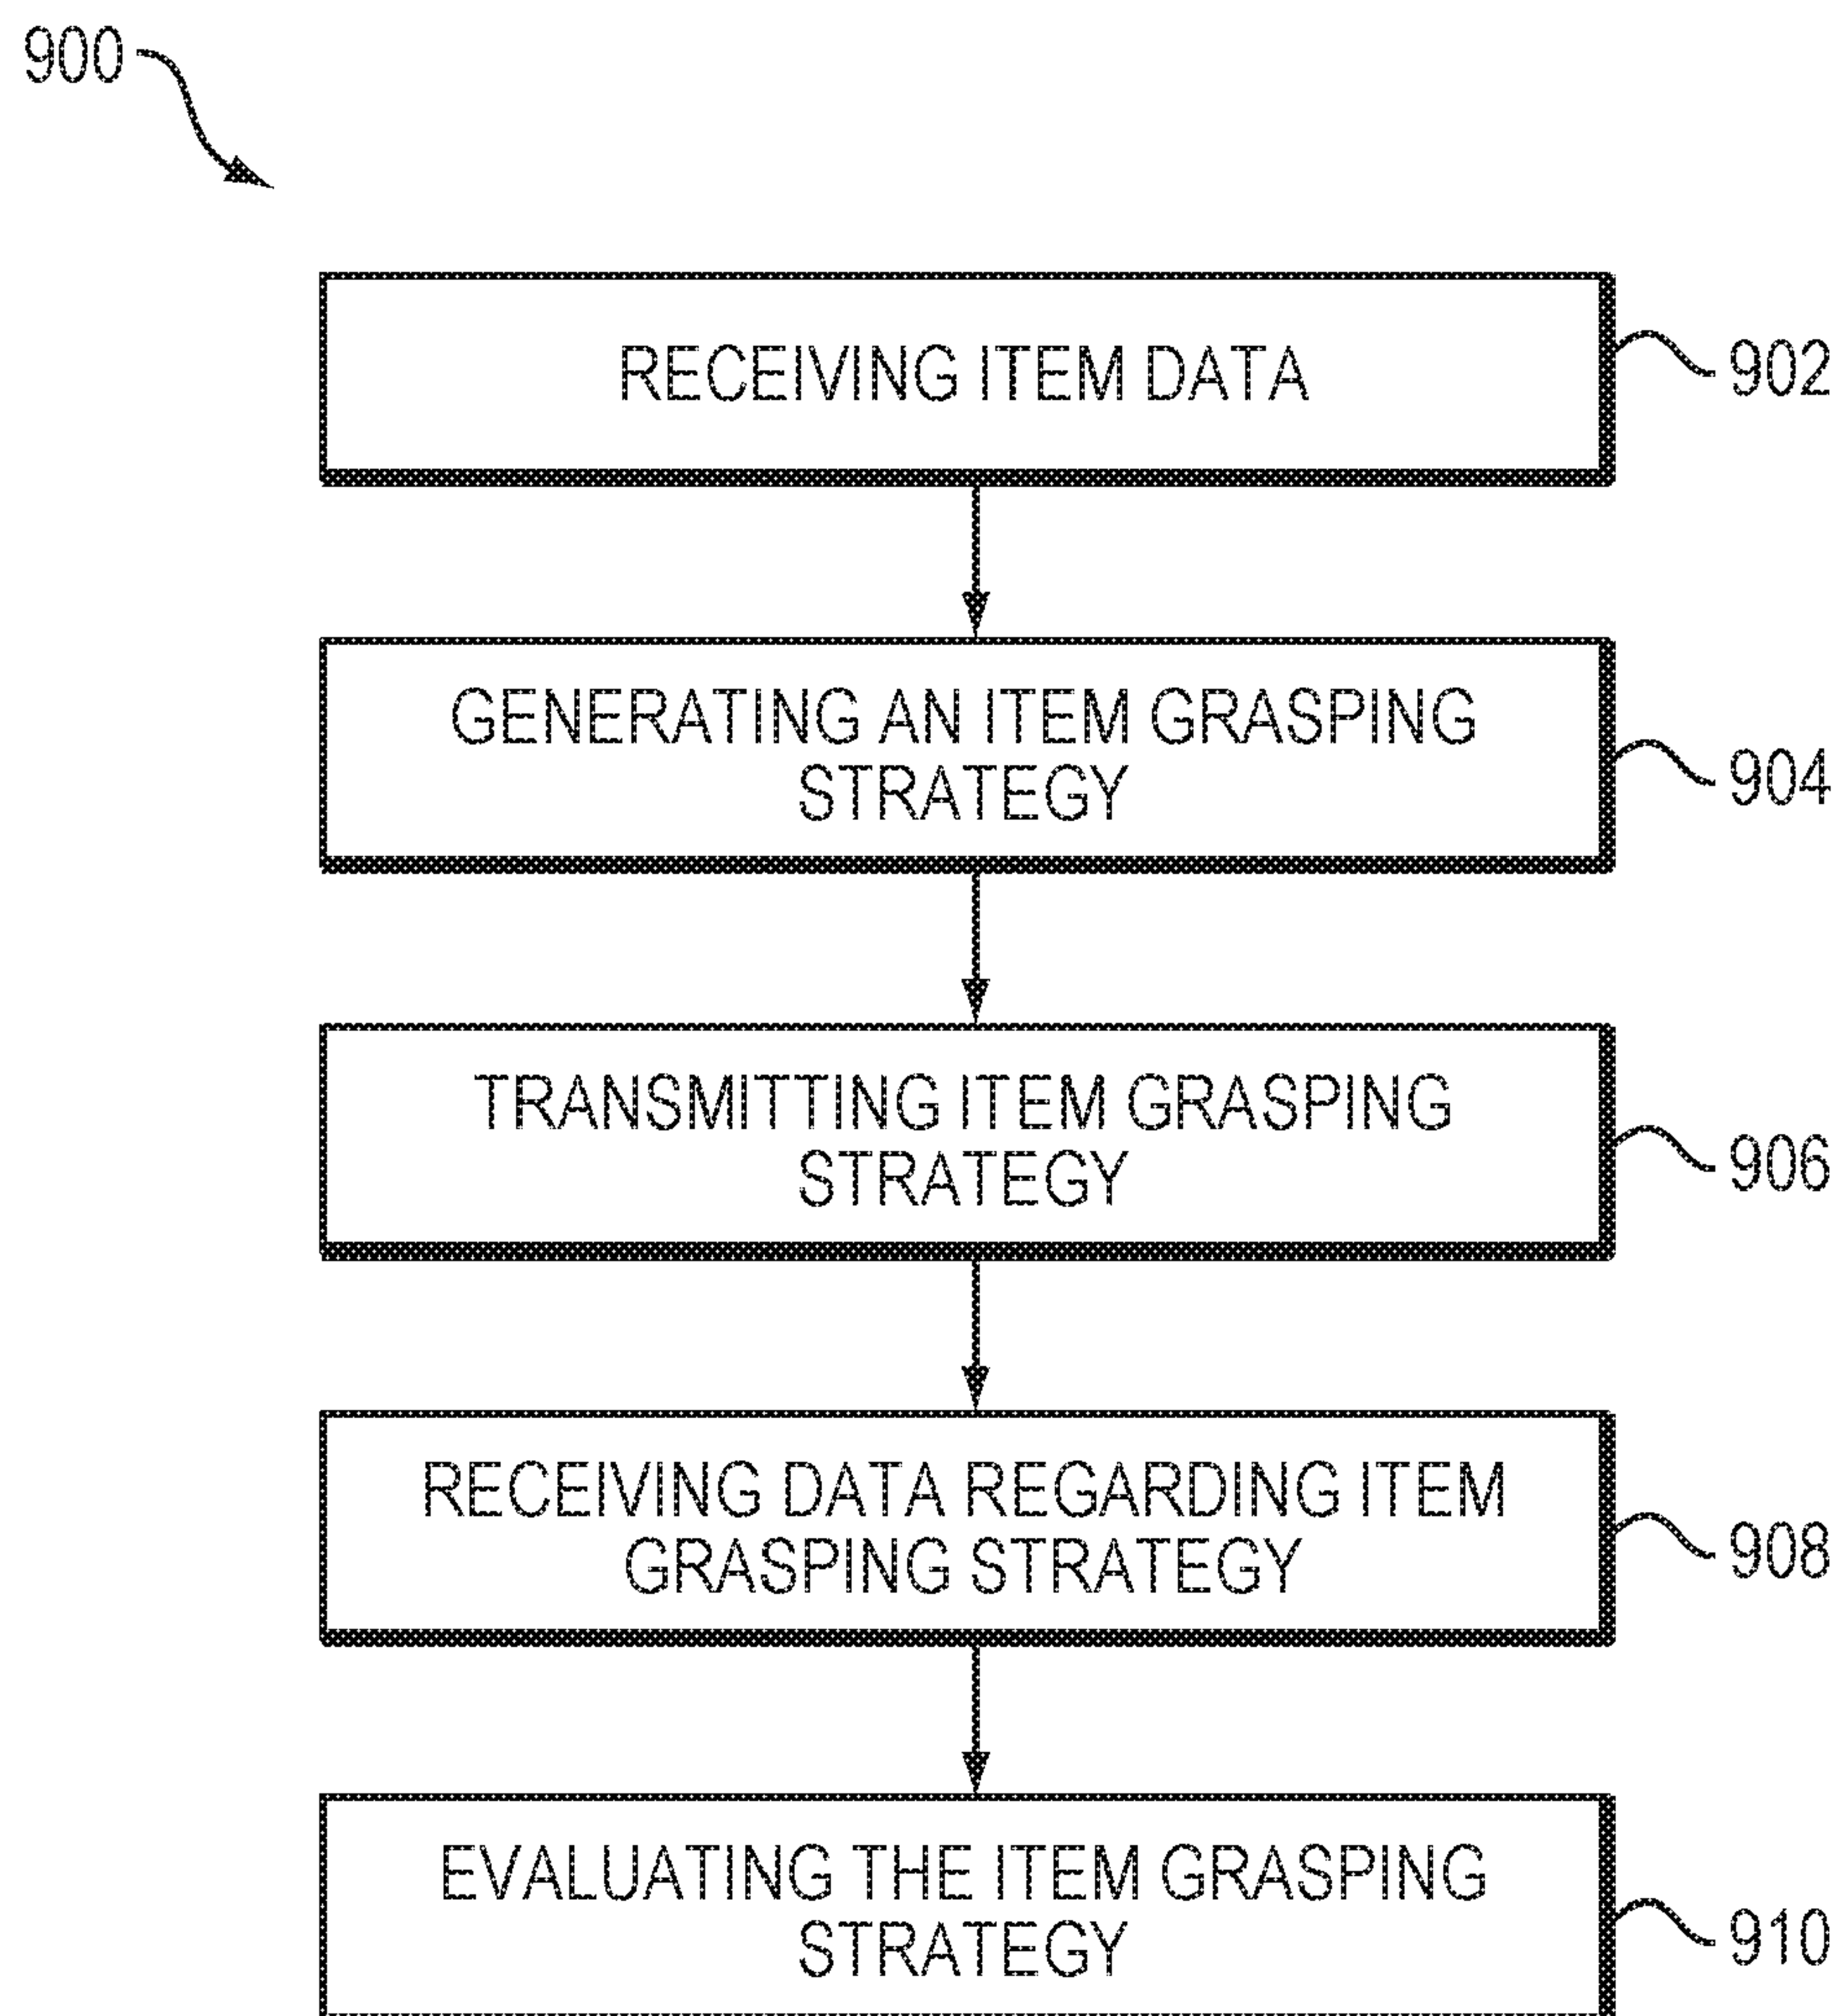 900
RECEIVING ITEM DATA
902
GENERATING AN ITEM GRASPING
STRATEGY
904
TRANSMITTING ITEM GRASPING
STRATEGY
906
RECEIVING DATA REGARDING ITEM
GRASPING STRATEGY
908
EVALUATING THE ITEM GRASPING
STRATEGY
910